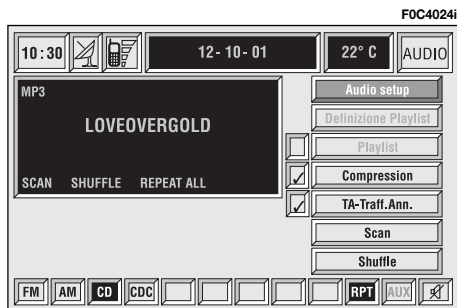 F0C4024i
10:30 12-10-01 22° C AUDIO
MP3
LOVEOVERGOLD
SCAN SHUFFLE REPEAT ALL
Audio setup
Definizione Playlist
Playlist
Compression
TA-Traff.Ann.
Scan
Shuffle
FM AM CD CDC RPT AUX